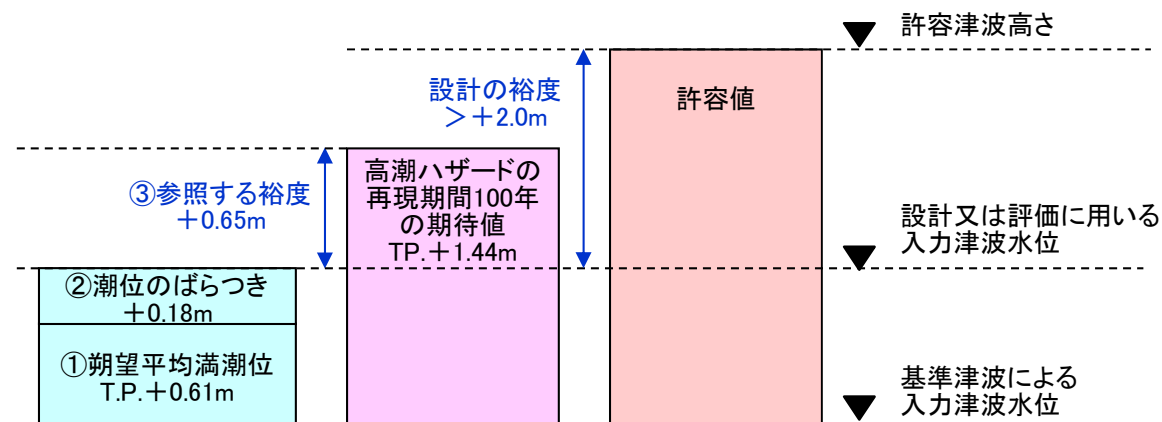 許容津波高さ
設計の裕度
＞＋2.0m
許容値
高潮ハザードの
再現期間100年
の期待値
TP.＋1.44m
③参照する裕度
＋0.65m
設計又は評価に用いる
入力津波水位
②潮位のばらつき
＋0.18m
①朔望平均満潮位
T.P.＋0.61m
基準津波による
入力津波水位